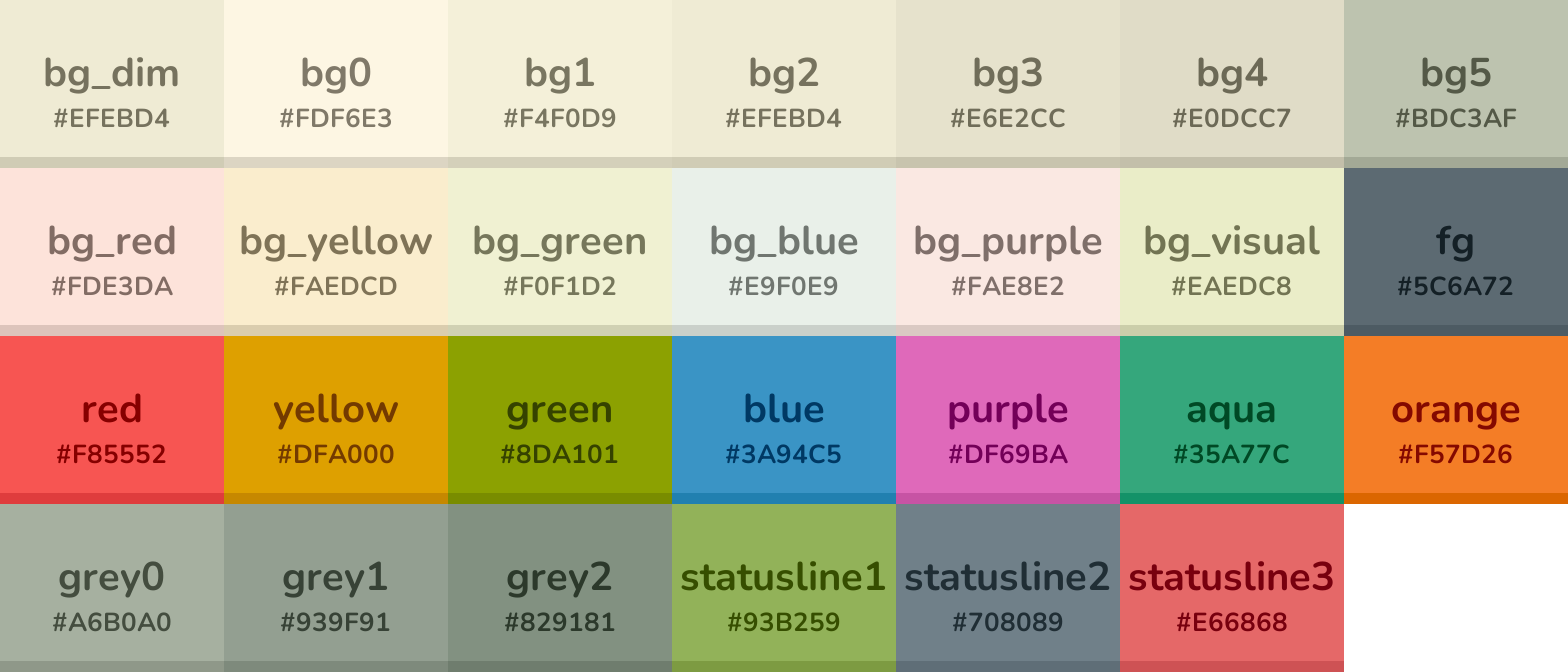 bg_dim bg0 bg1 bg2 bg3 bg4 bg5
#EFEBD4 #FDF6E3 #F4F0D9 #EFEBD4 #E6E2CC #E0DCC7 #BDC3AF
bg_red bg_yellow bg_green bg_blue bg_purple bg_visual fg
#FDE3DA #FAEDCD #F0F1D2 #E9F0E9 #FAE8E2 #EAEDC8 #5C6A72
red yellow green blue purple aqua orange
#F85552 #DFA000 #8DA101 #3A94C5 #DF69BA #35A77C #F57D26
grey0 grey1 grey2 statusline1 statusline2 statusline3
#A6B0A0 #939F91 #829181 #93B259 #708089 #E66868